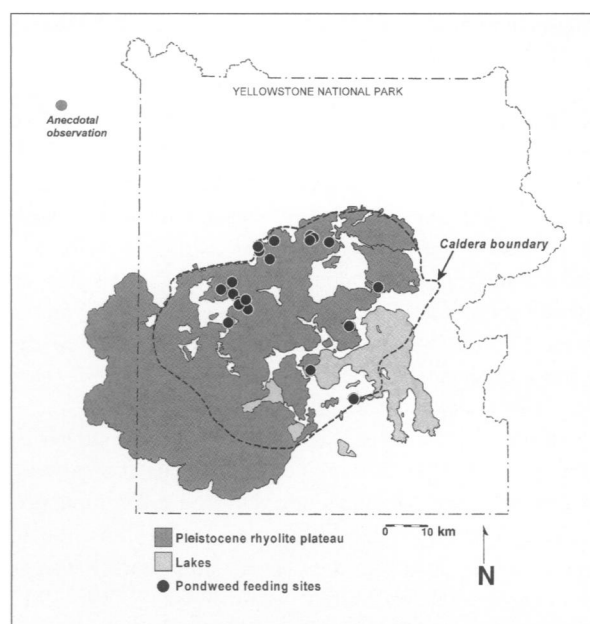 YELLOWSTONE NATIONAL PARK
Anecdotal
observation
Caldera boundary
Pleistocene rhyolite plateau
0 10 km
Lakes
Pondweed feeding sites
N